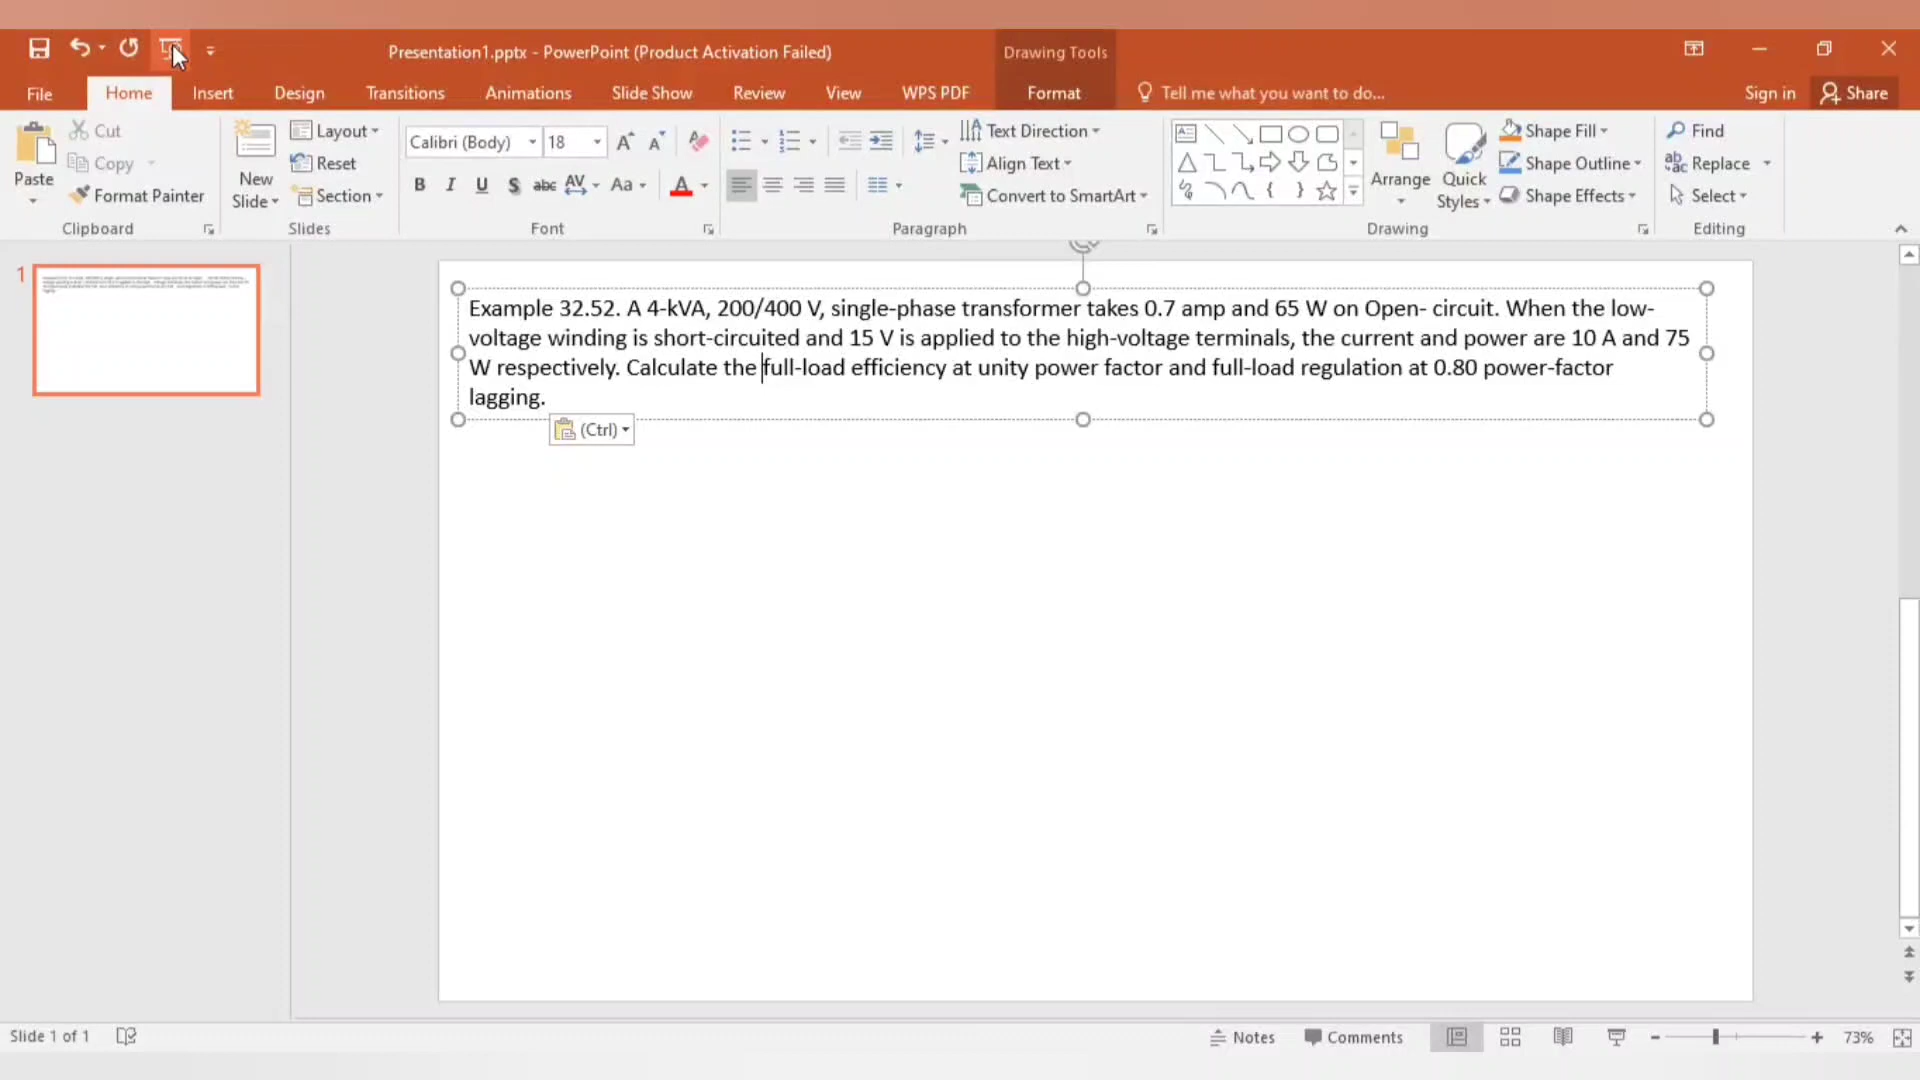 Presentation1.pptx - PowerPoint (Product Activation Failed)
Drawing Tools
File
Home
Insert
Design
Transitions
Animations
Slide Show
Review
View
WPS PDF
Format
Tell me what you want to do...
Sign in
Share
Paste
Cut
Copy
Format Painter
Clipboard
New
Slide
Layout
Reset
Section
Slides
Calibri (Body)
18
B I U S abc AV Aa A
Font
Text Direction
Align Text
Convert to SmartArt
Paragraph
Arrange
Quick
Styles
Shape Fill
Shape Outline
Shape Effects
Drawing
Find
Replace
Select
Editing
1
Example 32.52. A 4-kVA, 200/400 V, single-phase transformer takes 0.7 amp and 65 W on Open- circuit. When the low-
voltage winding is short-circuited and 15 V is applied to the high-voltage terminals, the current and power are 10 A and 75
W respectively. Calculate the full-load efficiency at unity power factor and full-load regulation at 0.80 power-factor
lagging.
(Ctrl)
Slide 1 of 1
Notes
Comments
73%